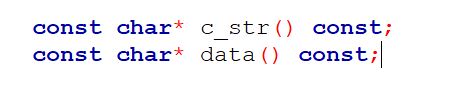 const char* c_str() const;
const char* data() const;